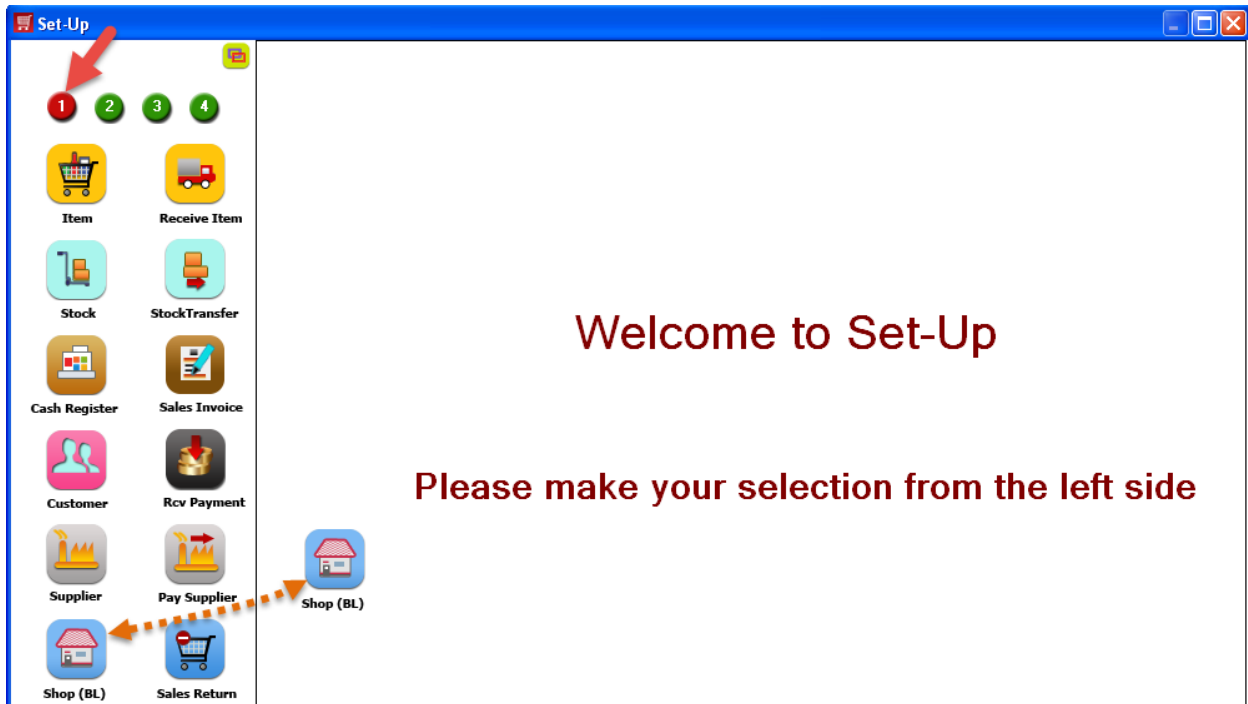 Set-Up
1 2 3 4
Item Receive Item
Stock StockTransfer
Cash Register Sales Invoice
Customer Rcv Payment
Supplier Pay Supplier
Shop (BL) Sales Return
Welcome to Set-Up
Please make your selection from the left side
Shop (BL)